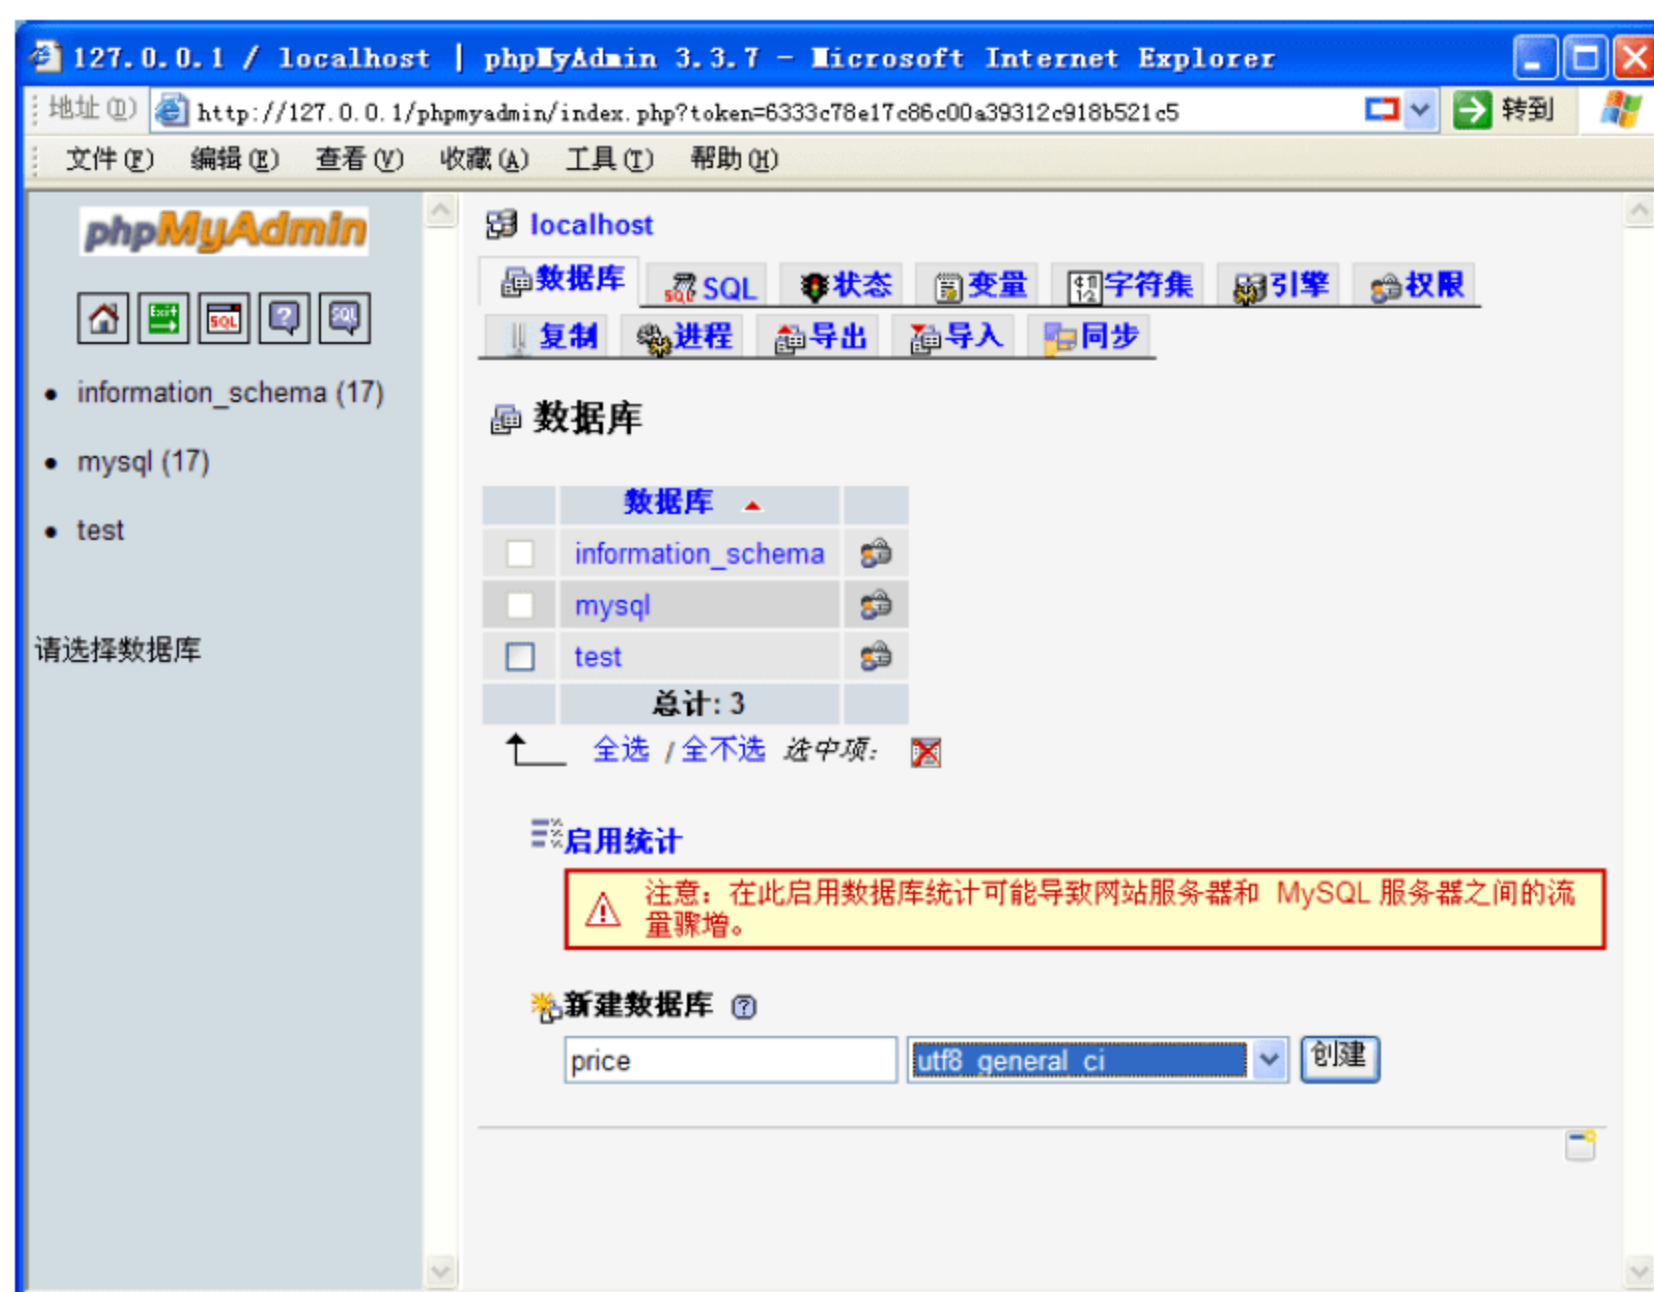 127.0.0.1 / localhost | phpMyAdmin 3.3.7 - Microsoft Internet Explorer
地址(D) http://127.0.0.1/phpmyadmin/index.php?token=6333c78e17c86c00a39312c918b521c5 转到
文件(F) 编辑(E) 查看(V) 收藏(A) 工具(T) 帮助(H)
phpMyAdmin
Exit SQL ? SQL
information_schema (17)
mysql (17)
test
请选择数据库
localhost
数据库 SQL 状态 变量 字符集 引擎 权限
复制 进程 导出 导入 同步
数据库
数据库
information_schema
mysql
test
总计: 3
全选 / 全不选 选中项:
启用统计
注意：在此启用数据库统计可能导致网站服务器和 MySQL 服务器之间的流
量骤增。
新建数据库 ?
price utf8_general_ci 创建